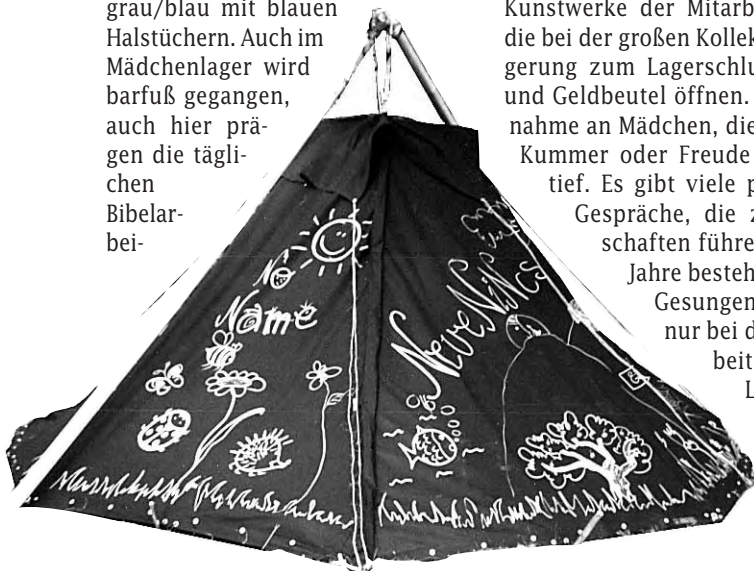 grau/blau mit blauen
Halstüchern. Auch im
Mädchenlager wird
barfuß gegangen,
auch hier prä-
gen die tägli-
chen
Bibelar-
bei-
Kunstwerke der Mitarb
die bei der großen Kollek
gerung zum Lagerschlu
und Geldbeutel öffnen.
nahme an Mädchen, die
Kummer oder Freude
tief. Es gibt viele p
Gespräche, die z
schaften führe
Jahre besteh
Gesungen
nur bei d
beit
L
No
Name